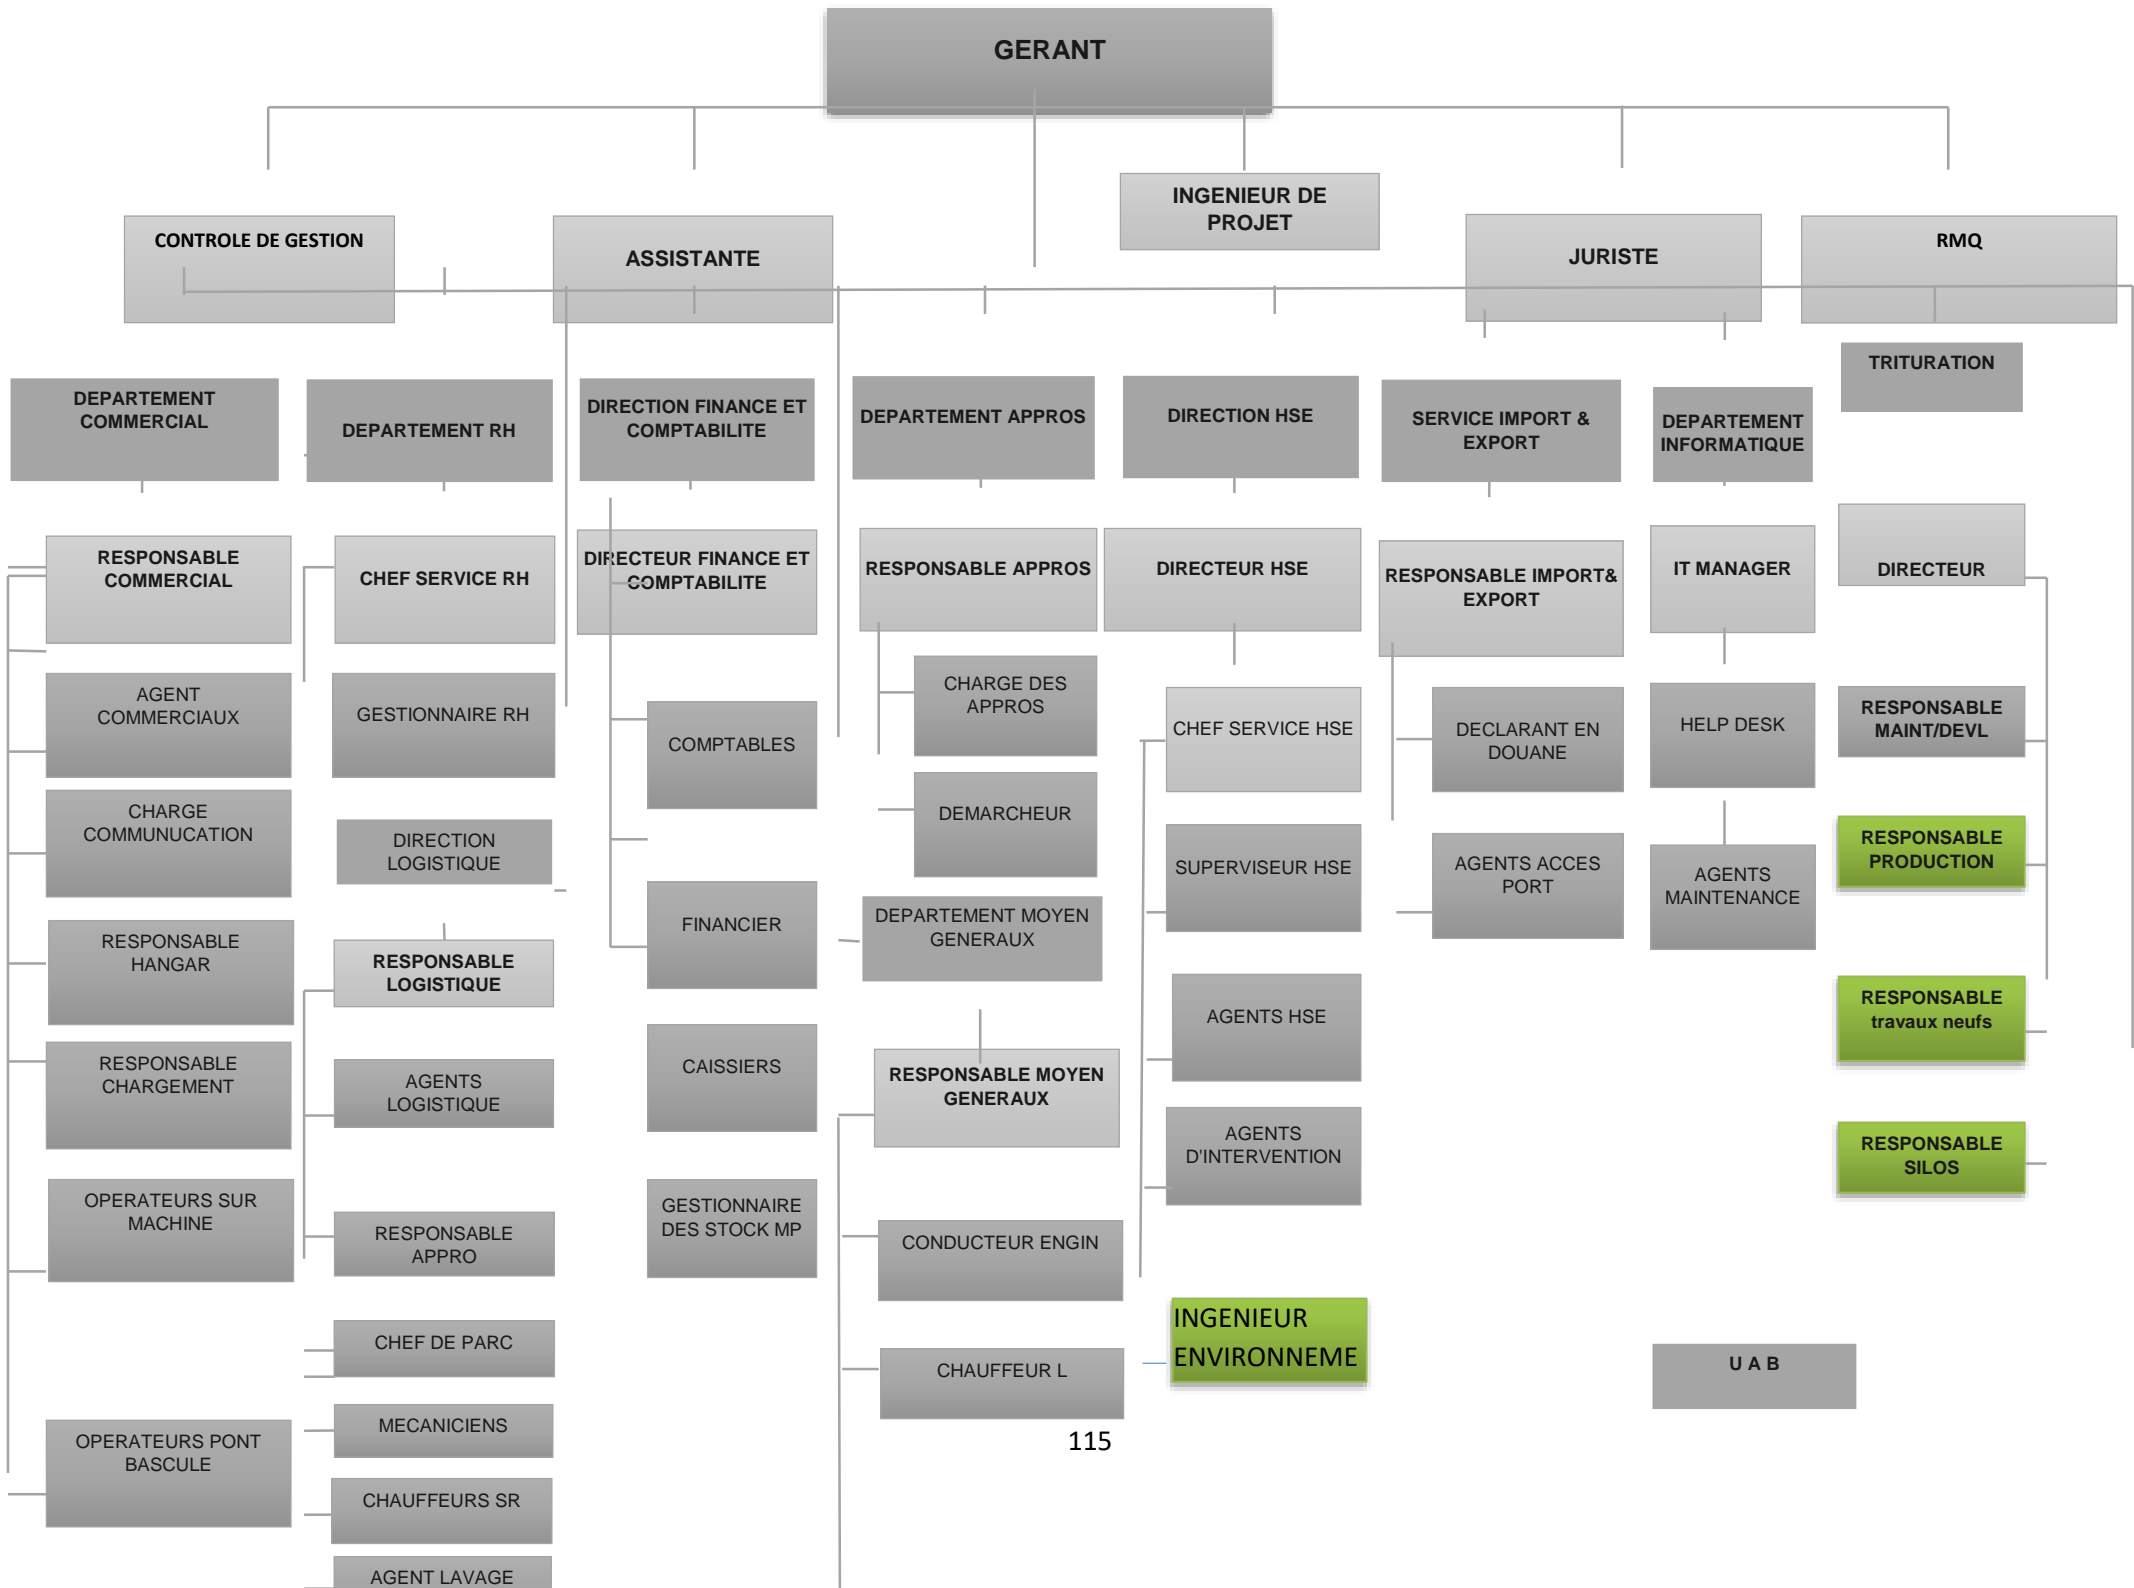 GERANT
INGENIEUR DE
PROJET
CONTROLE DE GESTION
ASSISTANTE
JURISTE
RMQ
TRITURATION
DEPARTEMENT
COMMERCIAL
DEPARTEMENT RH
DIRECTION FINANCE ET
COMPTABILITE
DEPARTEMENT APPROS
DIRECTION HSE
SERVICE IMPORT &
EXPORT
DEPARTEMENT
INFORMATIQUE
RESPONSABLE
COMMERCIAL
CHEF SERVICE RH
DIRECTEUR FINANCE ET
COMPTABILITE
RESPONSABLE APPROS
DIRECTEUR HSE
RESPONSABLE IMPORT&
EXPORT
IT MANAGER
DIRECTEUR
AGENT
COMMERCIAUX
GESTIONNAIRE RH
COMPTABLES
CHARGE DES
APPROS
CHEF SERVICE HSE
DECLARANT EN
DOUANE
HELP DESK
RESPONSABLE
MAINT/DEVL
CHARGE
COMMUNUCATION
DIRECTION
LOGISTIQUE
DEMARCHEUR
SUPERVISEUR HSE
AGENTS ACCES
PORT
AGENTS
MAINTENANCE
RESPONSABLE
PRODUCTION
RESPONSABLE
HANGAR
RESPONSABLE
LOGISTIQUE
FINANCIER
DEPARTEMENT MOYEN
GENERAUX
AGENTS HSE
RESPONSABLE
travaux neufs
RESPONSABLE
CHARGEMENT
AGENTS
LOGISTIQUE
CAISSIERS
RESPONSABLE MOYEN
GENERAUX
AGENTS
D'INTERVENTION
RESPONSABLE
SILOS
OPERATEURS SUR
MACHINE
RESPONSABLE
APPRO
GESTIONNAIRE
DES STOCK MP
CONDUCTEUR ENGIN
INGENIEUR
ENVIRONNEME
CHEF DE PARC
CHAUFFEUR L
U A B
OPERATEURS PONT
BASCULE
MECANICIENS
115
CHAUFFEURS SR
AGENT LAVAGE